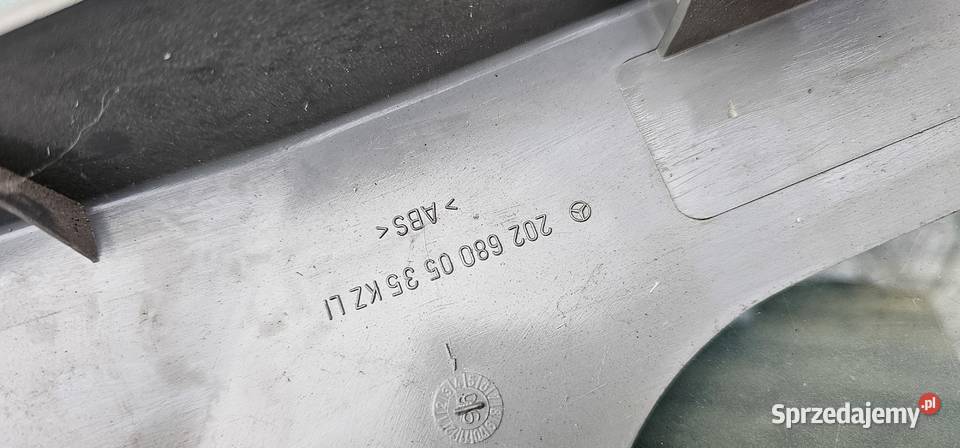 202 680 05 35 KZ LI
>ABS<
Sprzedajemy.pl